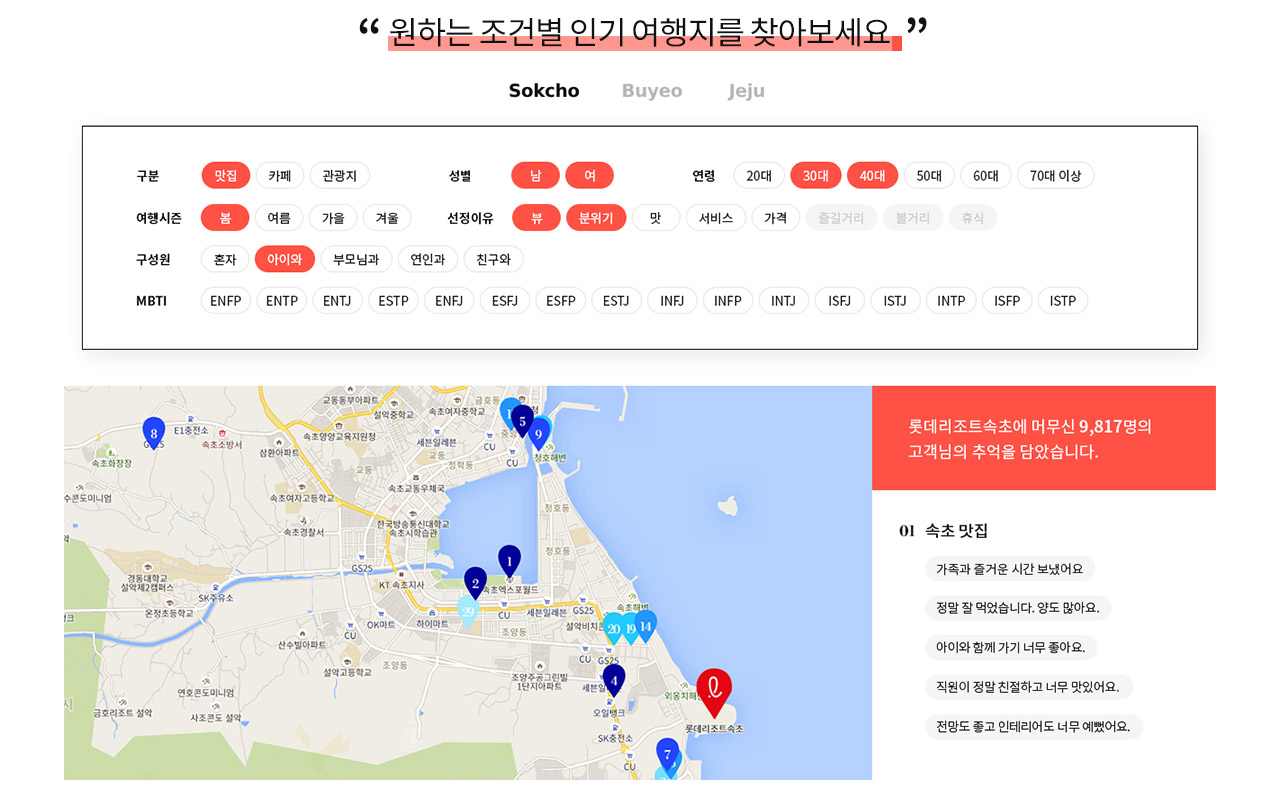 “ 원하는 조건별 인기 여행지를 찾아보세요. ”
Sokcho Buyeo Jeju
구분 맛집 카페 관광지 성별 남 여 연령 20대 30대 40대 50대 60대 70대 이상
여행시즌 봄 여름 가을 겨울 선정이유 뷰 분위기 맛 서비스 가격 즐길거리 볼거리 휴식
구성원 혼자 아이와 부모님과 연인과 친구와
MBTI ENFP ENTP ENTJ ESTP ENFJ ESFJ ESFP ESTJ INFJ INFP INTJ ISFJ ISTJ INTP ISFP ISTP
교동동부아파트
금호동
설악중학교
속초여자중학교
5
8
E1충전소
속초소방서
속초양양교육지원청
세븐일레븐
9
삼환아파트
CU
청호해변
속초화장장
교동
청학동
CU
수콘도미니엄
속초여자고등학교
속초교동우체국
청호동
한국방송통신대학교
속초시학습관
속초경찰서
청호동
1
GS25
경동대학교
설악제2캠퍼스
KT 속초지사
2
속초엑스포월드
SK주유소
29
온정초등학교
OK마트
하이마트
CU
세븐일레븐
GS25
속초해변
CU
조양동
설악비치콘
20 19 14
산수빌아파트
CU
GS25
설악고등학교
조양동
조양주공그린빌
1단지아파트
4
연호콘도미니엄
외옹치해
금호리조트 설악
사조콘도 설악
오일뱅크
롯데리조트속초
SK충전소
7
CU
롯데리조트속초에 머무신 9,817명의
고객님의 추억을 담았습니다.
01 속초 맛집
가족과 즐거운 시간 보냈어요
정말 잘 먹었습니다. 양도 많아요.
아이와 함께 가기 너무 좋아요.
직원이 정말 친절하고 너무 맛있어요.
전망도 좋고 인테리어도 너무 예뻤어요.